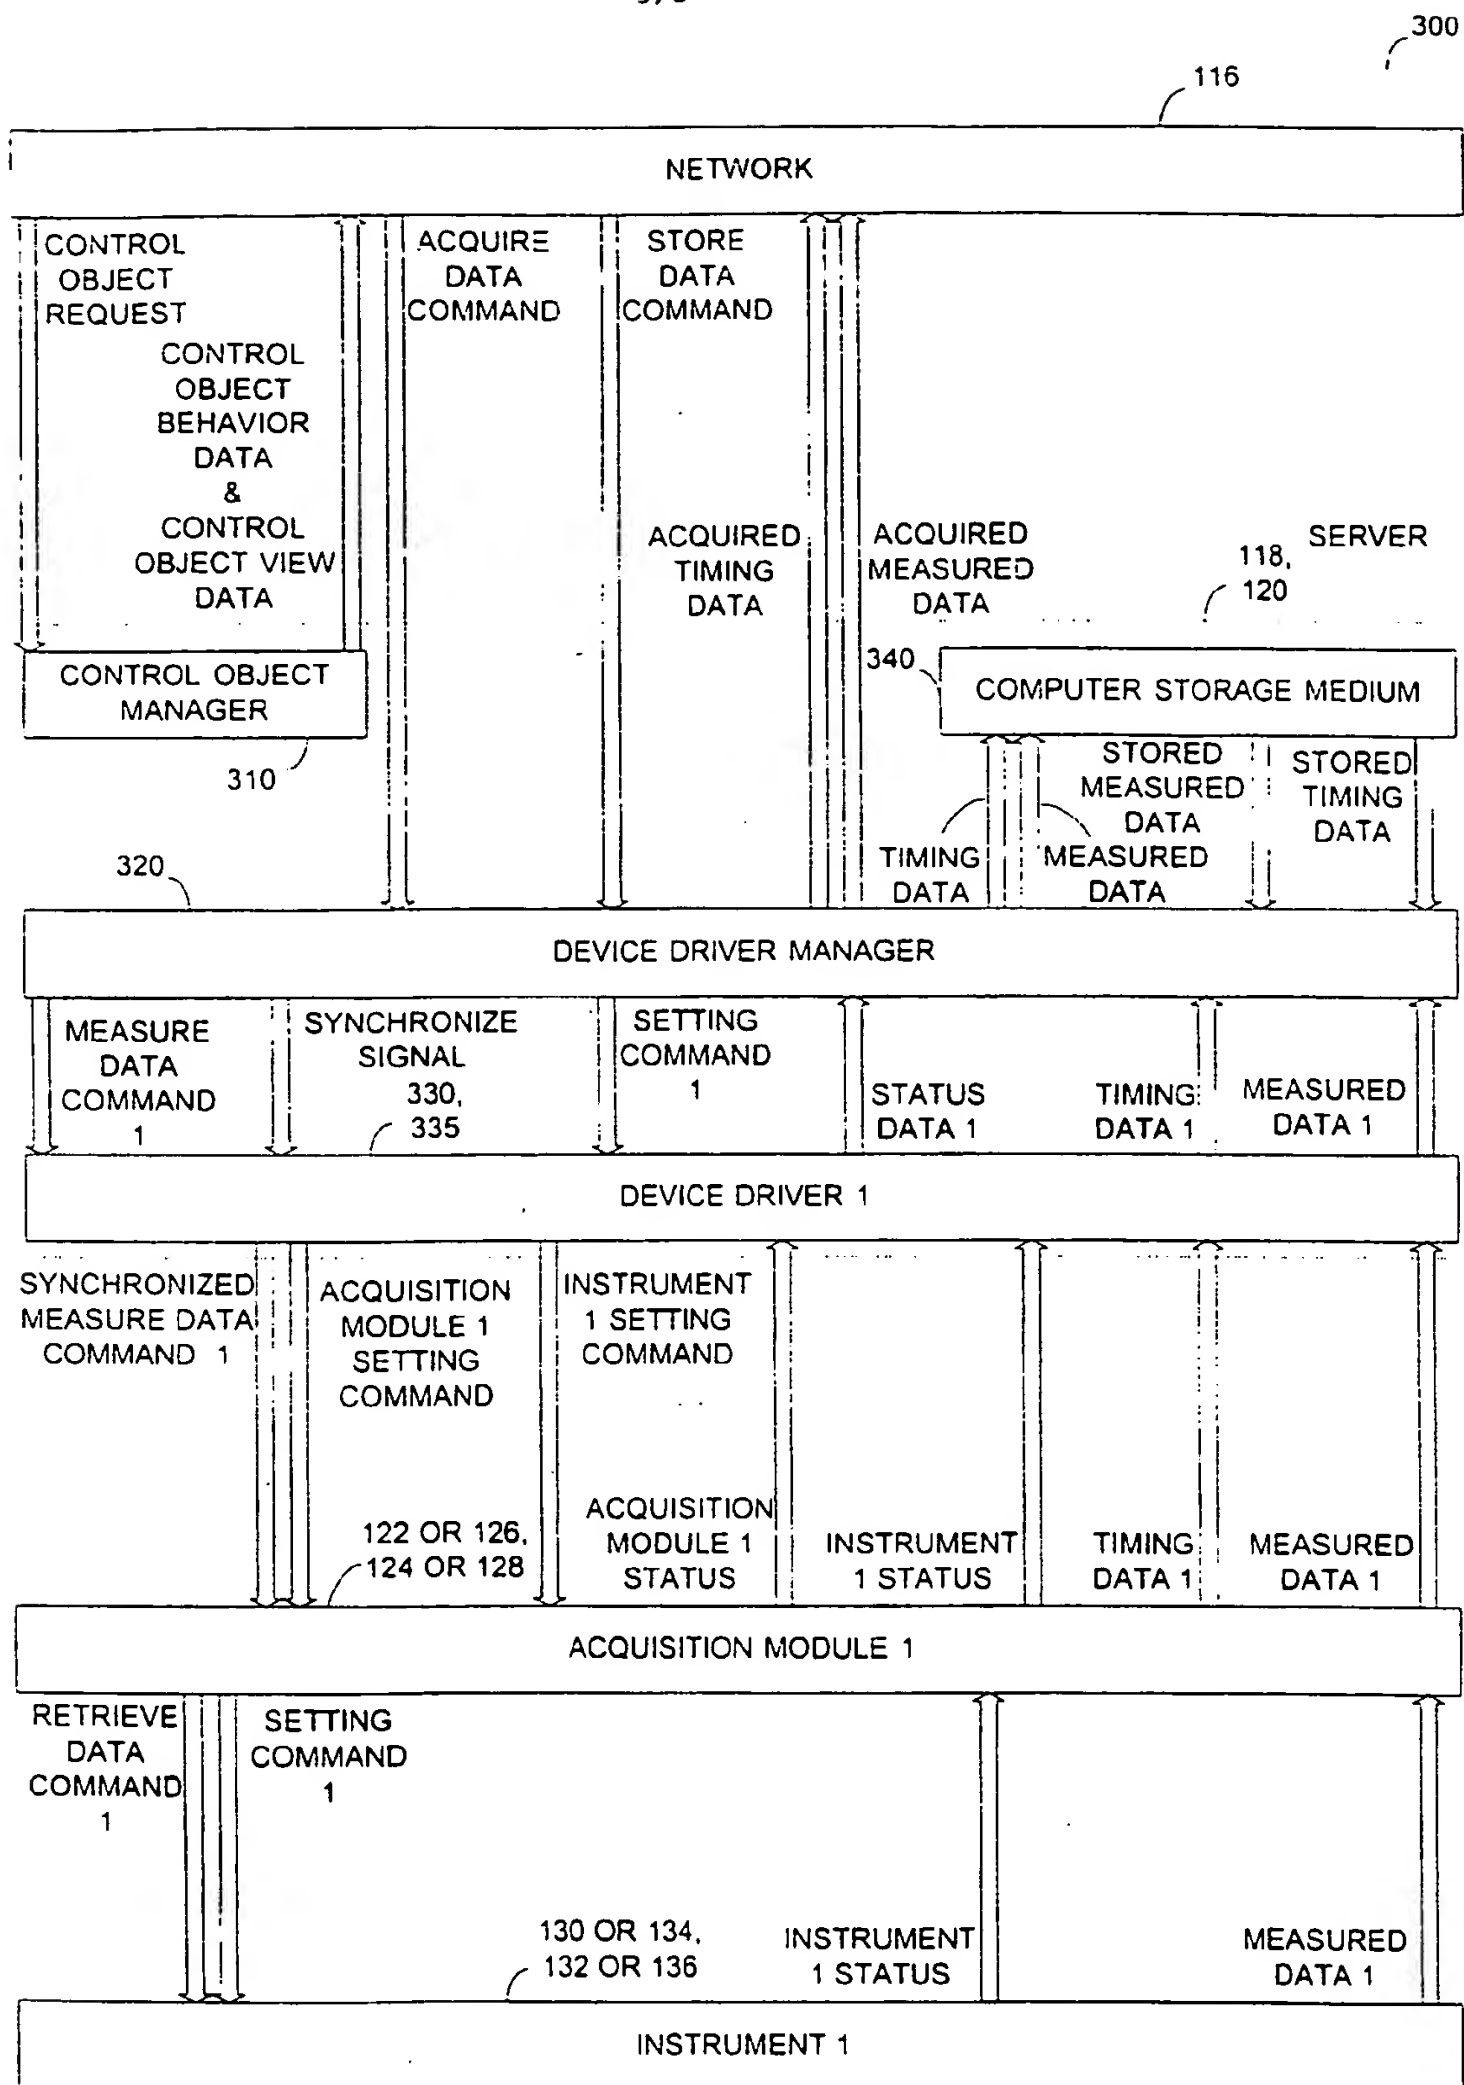 300
116
NETWORK
CONTROL
OBJECT
REQUEST
CONTROL
OBJECT
BEHAVIOR
DATA
&
CONTROL
OBJECT VIEW
DATA
ACQUIRE
DATA
COMMAND
STORE
DATA
COMMAND
ACQUIRED
TIMING
DATA
ACQUIRED
MEASURED
DATA
SERVER
118,
120
CONTROL OBJECT
MANAGER
310
340
COMPUTER STORAGE MEDIUM
TIMING
DATA
MEASURED
DATA
STORED
MEASURED
DATA
STORED
TIMING
DATA
320
DEVICE DRIVER MANAGER
MEASURE
DATA
COMMAND
1
SYNCHRONIZE
SIGNAL
330,
335
SETTING
COMMAND
1
STATUS
DATA 1
TIMING
DATA 1
MEASURED
DATA 1
DEVICE DRIVER 1
SYNCHRONIZED
MEASURE DATA
COMMAND 1
ACQUISITION
MODULE 1
SETTING
COMMAND
INSTRUMENT
1 SETTING
COMMAND
122 OR 126,
124 OR 128
ACQUISITION
MODULE 1
STATUS
INSTRUMENT
1 STATUS
TIMING
DATA 1
MEASURED
DATA 1
ACQUISITION MODULE 1
RETRIEVE
DATA
COMMAND
1
SETTING
COMMAND
1
130 OR 134,
132 OR 136
INSTRUMENT
1 STATUS
MEASURED
DATA 1
INSTRUMENT 1